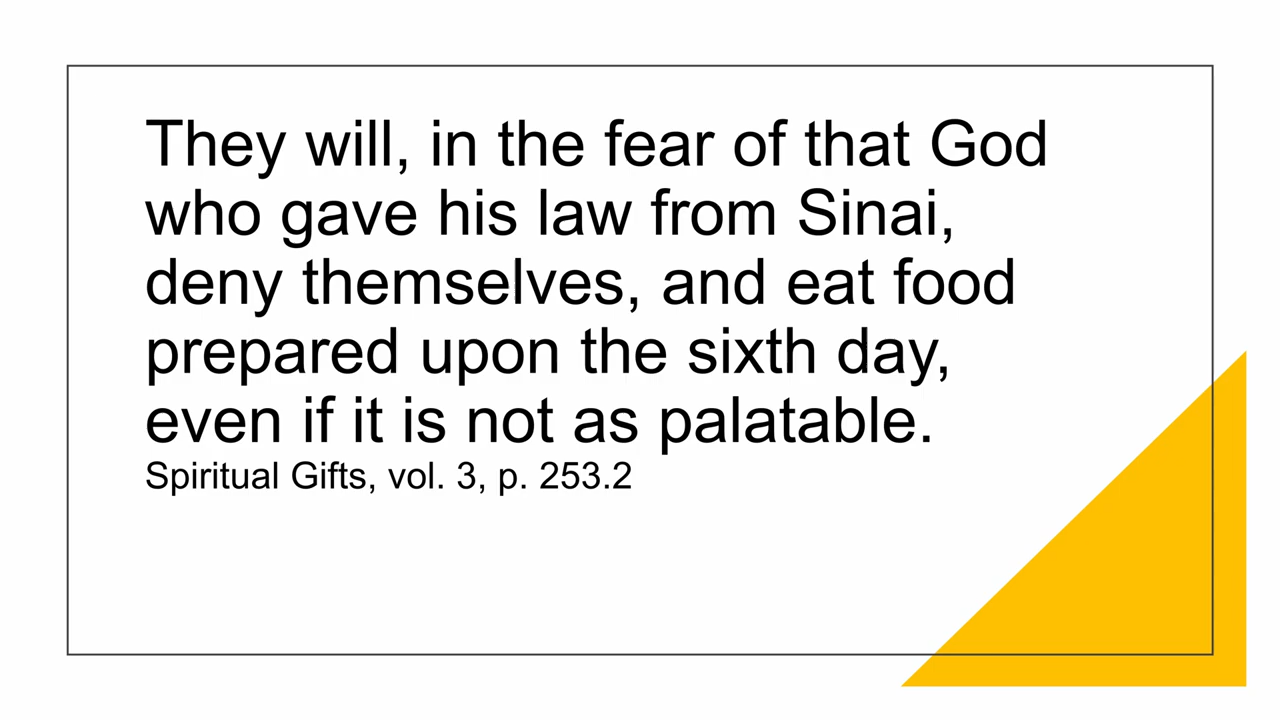 They will, in the fear of that God
who gave his law from Sinai,
deny themselves, and eat food
prepared upon the sixth day,
even if it is not as palatable.
Spiritual Gifts, vol. 3, p. 253.2